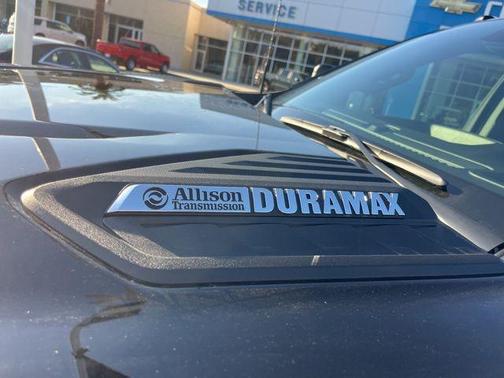 SERVICE
Allison
Transmission
DURAMAX